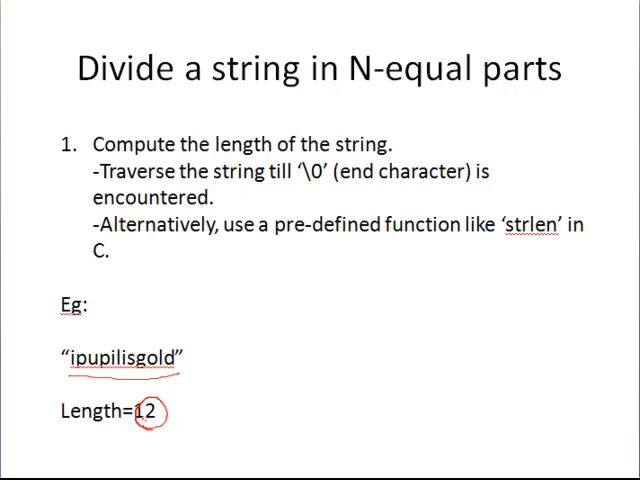 Divide a string in N-equal parts
1. Compute the length of the string.
-Traverse the string till ‘\0’ (end character) is
encountered.
-Alternatively, use a pre-defined function like ‘strlen’ in
C.
Eg:
“ipupilisgold”
Length=12